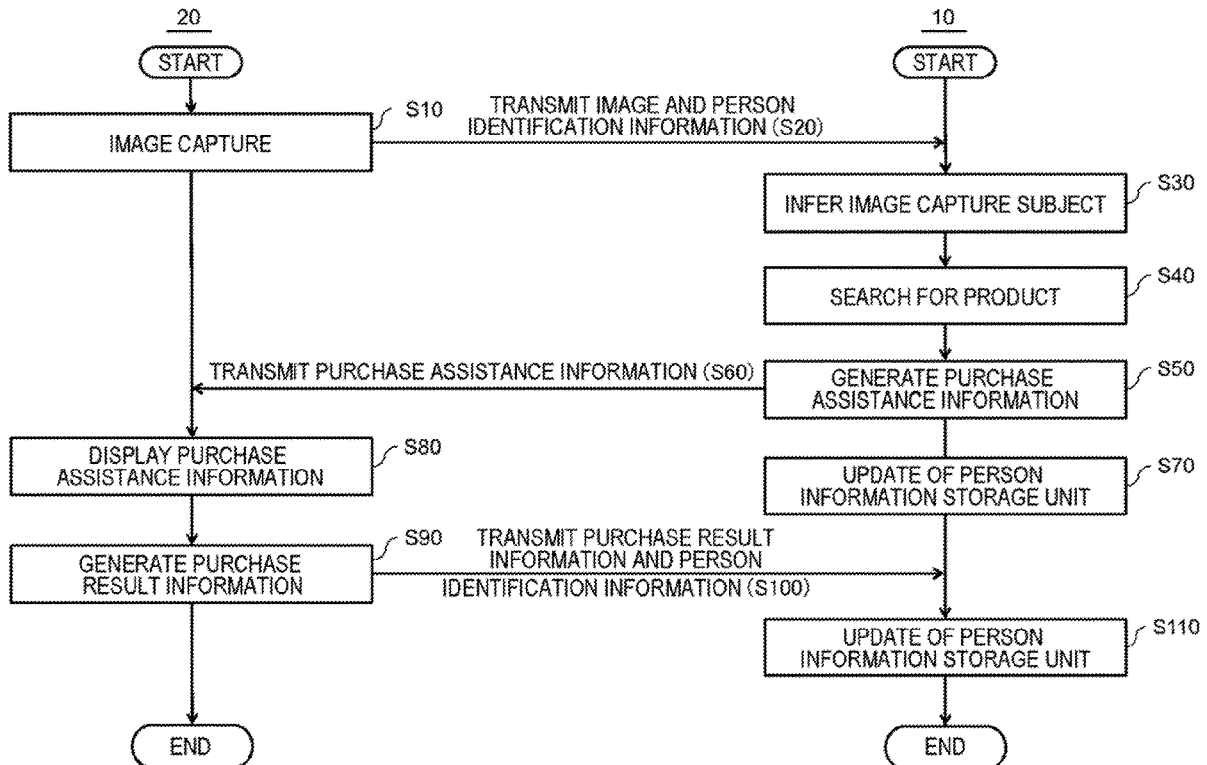 20
10
START
START
S10
IMAGE CAPTURE
TRANSMIT IMAGE AND PERSON
IDENTIFICATION INFORMATION (S20)
S30
INFER IMAGE CAPTURE SUBJECT
S40
SEARCH FOR PRODUCT
TRANSMIT PURCHASE ASSISTANCE INFORMATION (S60)
S50
GENERATE PURCHASE
ASSISTANCE INFORMATION
S80
DISPLAY PURCHASE
ASSISTANCE INFORMATION
S70
UPDATE OF PERSON
INFORMATION STORAGE UNIT
S90
GENERATE PURCHASE
RESULT INFORMATION
TRANSMIT PURCHASE RESULT
INFORMATION AND PERSON
IDENTIFICATION INFORMATION (S100)
S110
UPDATE OF PERSON
INFORMATION STORAGE UNIT
END
END